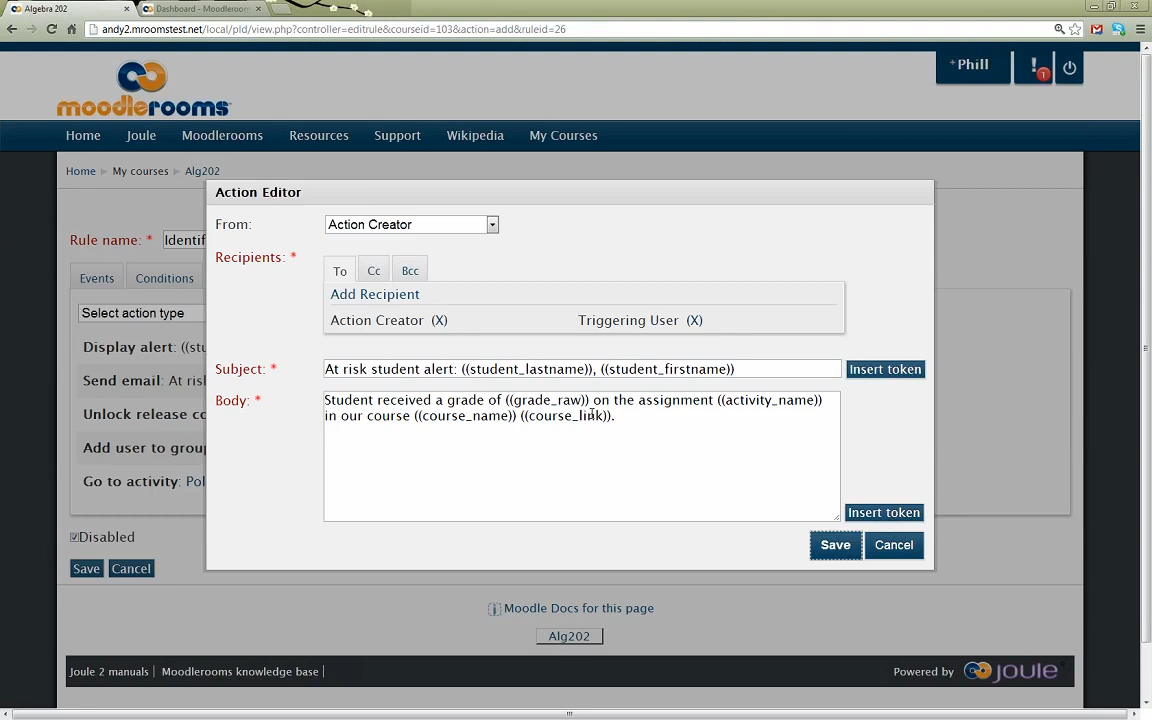 Algebra 202 ×
Dashboard - Moodleroom ×
andy2.mroomstest.net/local/pld/view.php?controller=editrule&courseid=103&action=add&ruleid=26
moodlerooms
Phill
! 1
Home Joule Moodlerooms Resources Support Wikipedia My Courses
Home ► My courses ► Alg202
Action Editor
From: Action Creator
Rule name: * Identif
Recipients: *
To Cc Bcc
Events Conditions
Add Recipient
Select action type
Action Creator (X) Triggering User (X)
Display alert: ((stu
Subject: * At risk student alert: ((student_lastname)), ((student_firstname)) Insert token
Send email: At ris
Body: * Student received a grade of ((grade_raw)) on the assignment ((activity_name))
in our course ((course_name)) ((course_link)).
Unlock release co
Add user to grou
Go to activity: Pol
Insert token
Disabled
Save Cancel
Save Cancel
Moodle Docs for this page
Alg202
Joule 2 manuals | Moodlerooms knowledge base |
Powered by joule